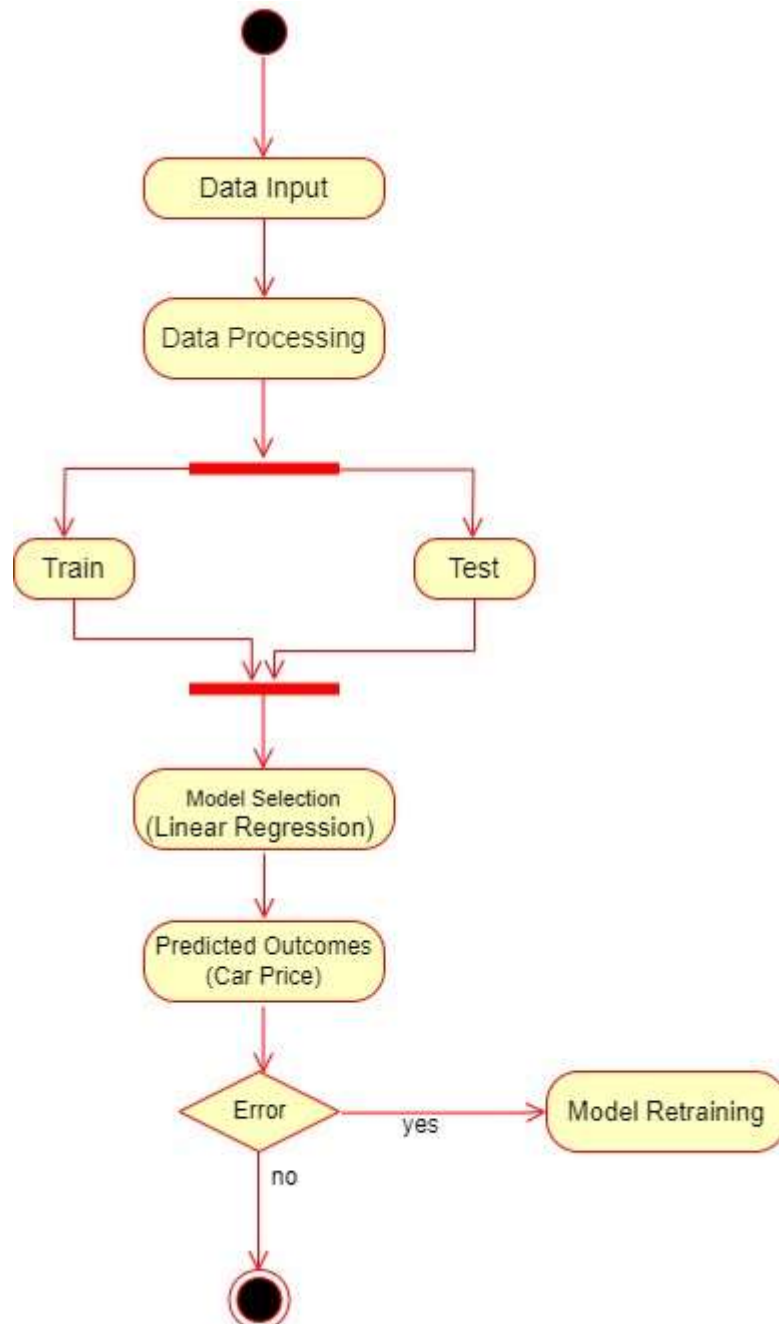 Data Input
Data Processing
Train
Test
Model Selection
(Linear Regression)
Predicted Outcomes
(Car Price)
Error
yes
Model Retraining
no